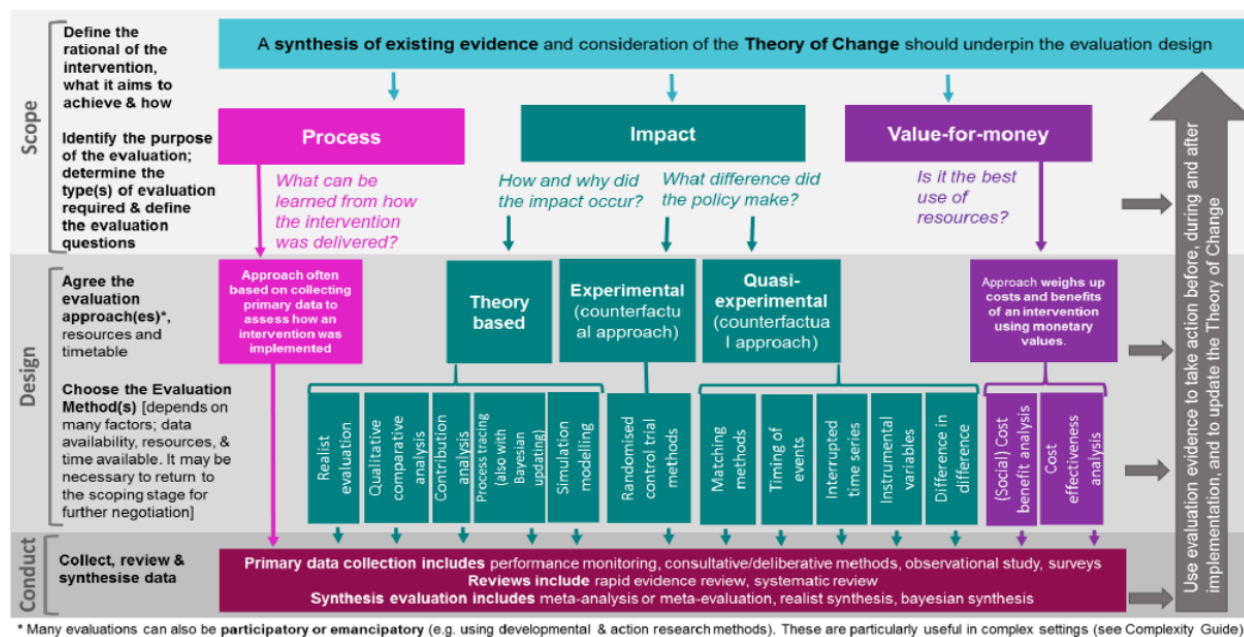 Scope
Define the
rational of the
intervention,
what it aims to
achieve & how
Identify the purpose
of the evaluation;
determine the
type(s) of evaluation
required & define
the evaluation
questions
A synthesis of existing evidence and consideration of the Theory of Change should underpin the evaluation design
Process
Impact
Value-for-money
What can be
learned from how
the intervention
was delivered?
How and why did
the impact occur?
What difference did
the policy make?
Is it the best
use of
resources?
Design
Agree the
evaluation
approach(es)*,
resources and
timetable
Choose the Evaluation
Method(s) [depends on
many factors; data
availability, resources, &
time available. It may be
necessary to return to
the scoping stage for
further negotiation]
Approach often
based on collecting
primary data to
assess how an
intervention was
implemented
Theory
based
Experimental
(counterfactu
al approach)
Quasi-
experimental
(counterfactua
l approach)
Approach weighs up
costs and benefits
of an intervention
using monetary
values.
Realist
evaluation
Qualitative
comparative
analysis
Contribution
analysis
Process tracing
(also with
Bayesian
updating)
Simulation
modelling
Randomised
control trial
methods
Matching
methods
Timing of
events
Interrupted
time series
Instrumental
variables
Difference in
difference
(Social) Cost
benefit analysis
Cost
effectiveness
analysis
Conduct
Collect, review &
synthesise data
Primary data collection includes performance monitoring, consultative/deliberative methods, observational study, surveys
Reviews include rapid evidence review, systematic review
Synthesis evaluation includes meta-analysis or meta-evaluation, realist synthesis, bayesian synthesis
Use evaluation evidence to take action before, during and after
implementation, and to update the Theory of Change
* Many evaluations can also be participatory or emancipatory (e.g. using developmental & action research methods). These are particularly useful in complex settings (see Complexity Guide)